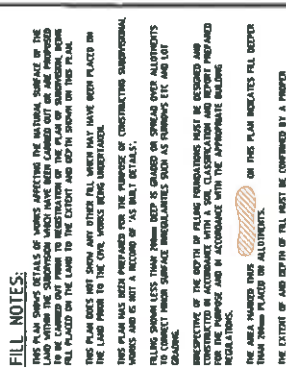 FILL NOTES:
THIS PLAN SHOWS DETAILS OF WORKS AFFECTING THE NATURAL SURFACE OF THE
LAND WITHIN THE SUBDIVISION WHICH HAVE BEEN CARRIED OUT OR ARE PROPOSED
TO BE CARRIED OUT PRIOR TO REGISTRATION OF THE PLAN OF SUBDIVISION, BEING
FILL PLACED ON THE LAND TO THE EXTENT AND DEPTH SHOWN ON THIS PLAN.
THIS PLAN DOES NOT SHOW ANY OTHER FILL WHICH MAY HAVE BEEN PLACED ON
THE LAND PRIOR TO THE CIVIL WORKS BEING UNDERTAKEN.
THIS PLAN HAS BEEN PREPARED FOR THE PURPOSE OF CONSTRUCTING SUBDIVISIONAL
WORKS AND IS NOT A RECORD OF 'AS BUILT DETAILS'.
FILLING SHOWN LESS THAN 200mm DEEP IS GRADED OR SPREAD OVER ALLOTMENTS
TO CORRECT MINOR SURFACE IRREGULARITIES SUCH AS FURROWS ETC AND LOT
GRADING.
IRRESPECTIVE OF THE DEPTH OF FILLING FOUNDATIONS MUST BE DESIGNED AND
CONSTRUCTED IN ACCORDANCE WITH A SOIL CLASSIFICATION AND REPORT PREPARED
FOR THE PURPOSE AND IN ACCORDANCE WITH THE APPROPRIATE BUILDING
REGULATIONS.
THE AREA MARKED THUS ON THIS PLAN INDICATES FILL DEEPER
THAN 200mm PLACED ON ALLOTMENTS.
THE EXTENT OF AND DEPTH OF FILL MUST BE CONFIRMED BY A PROPER